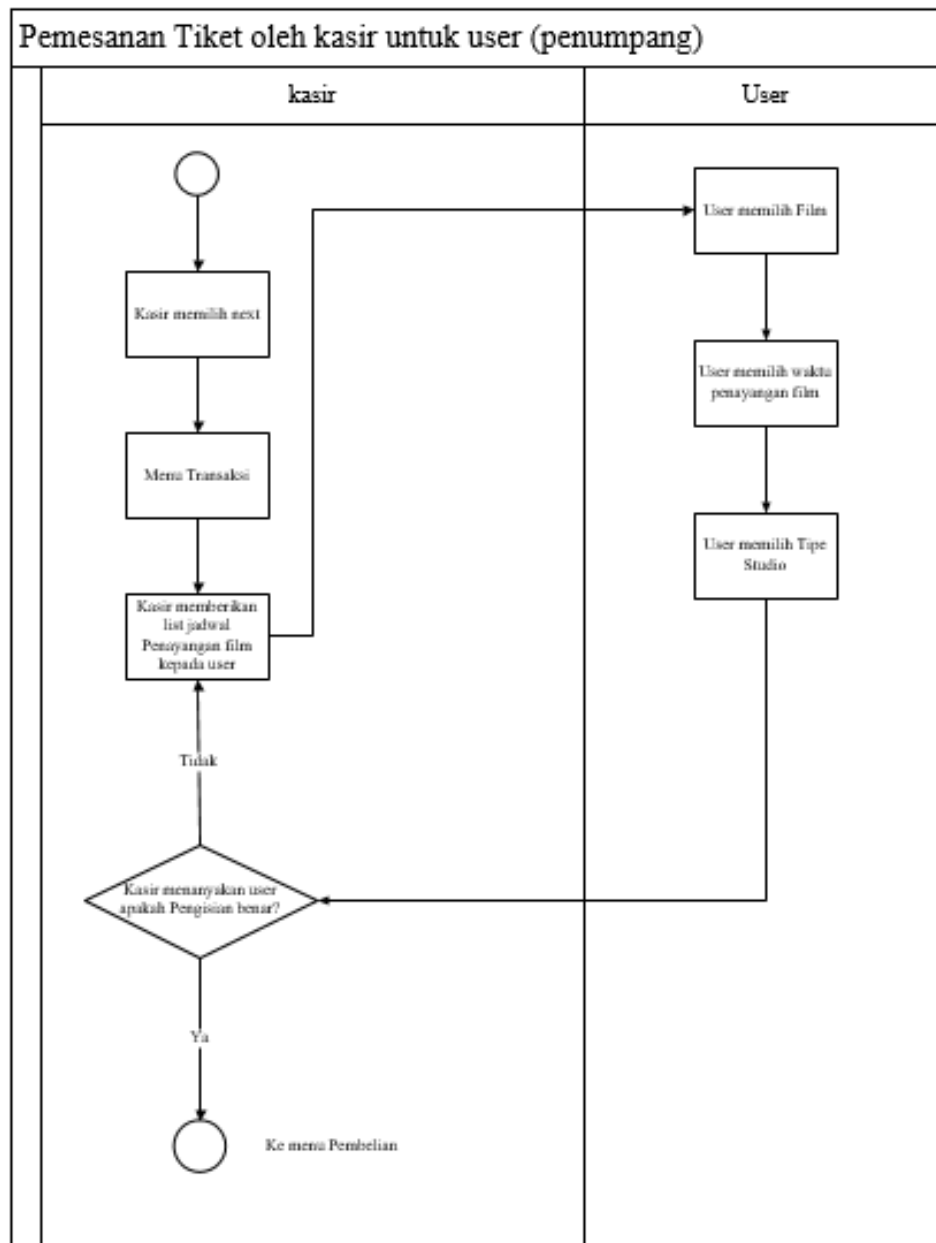 Pemesanan Tiket oleh kasir untuk user (penumpang)
kasir
User
Kasir memilih next
Menu Transaksi
Kasir memberikan
list jadwal
Penayangan film
kepada user
User memilih Film
User memilih waktu
penayangan film
User memilih Tipe
Studio
Tidak
Kasir menanyakan user
apakah Pengisian benar?
Ya
Ke menu Pembelian